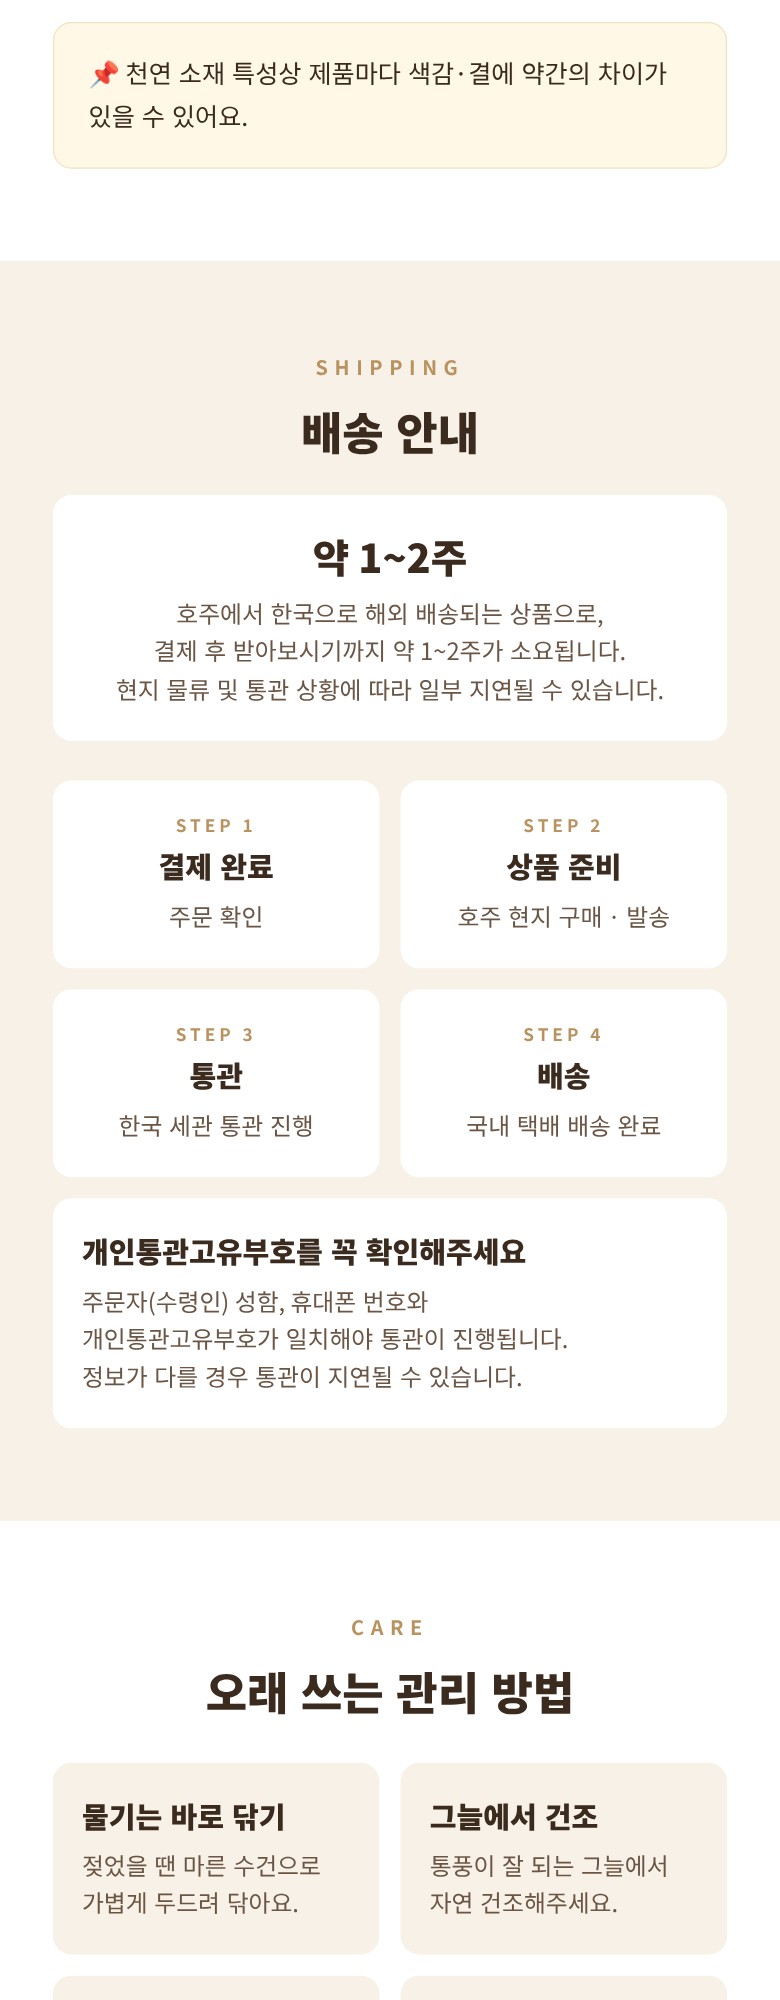 📌 천연 소재 특성상 제품마다 색감·결에 약간의 차이가
있을 수 있어요.
SHIPPING
배송 안내
약 1~2주
호주에서 한국으로 해외 배송되는 상품으로,
결제 후 받아보시기까지 약 1~2주가 소요됩니다.
현지 물류 및 통관 상황에 따라 일부 지연될 수 있습니다.
STEP 1
결제 완료
주문 확인
STEP 2
상품 준비
호주 현지 구매 · 발송
STEP 3
통관
한국 세관 통관 진행
STEP 4
배송
국내 택배 배송 완료
개인통관고유부호를 꼭 확인해주세요
주문자(수령인) 성함, 휴대폰 번호와
개인통관고유부호가 일치해야 통관이 진행됩니다.
정보가 다를 경우 통관이 지연될 수 있습니다.
CARE
오래 쓰는 관리 방법
물기는 바로 닦기
젖었을 땐 마른 수건으로
가볍게 두드려 닦아요.
그늘에서 건조
통풍이 잘 되는 그늘에서
자연 건조해주세요.